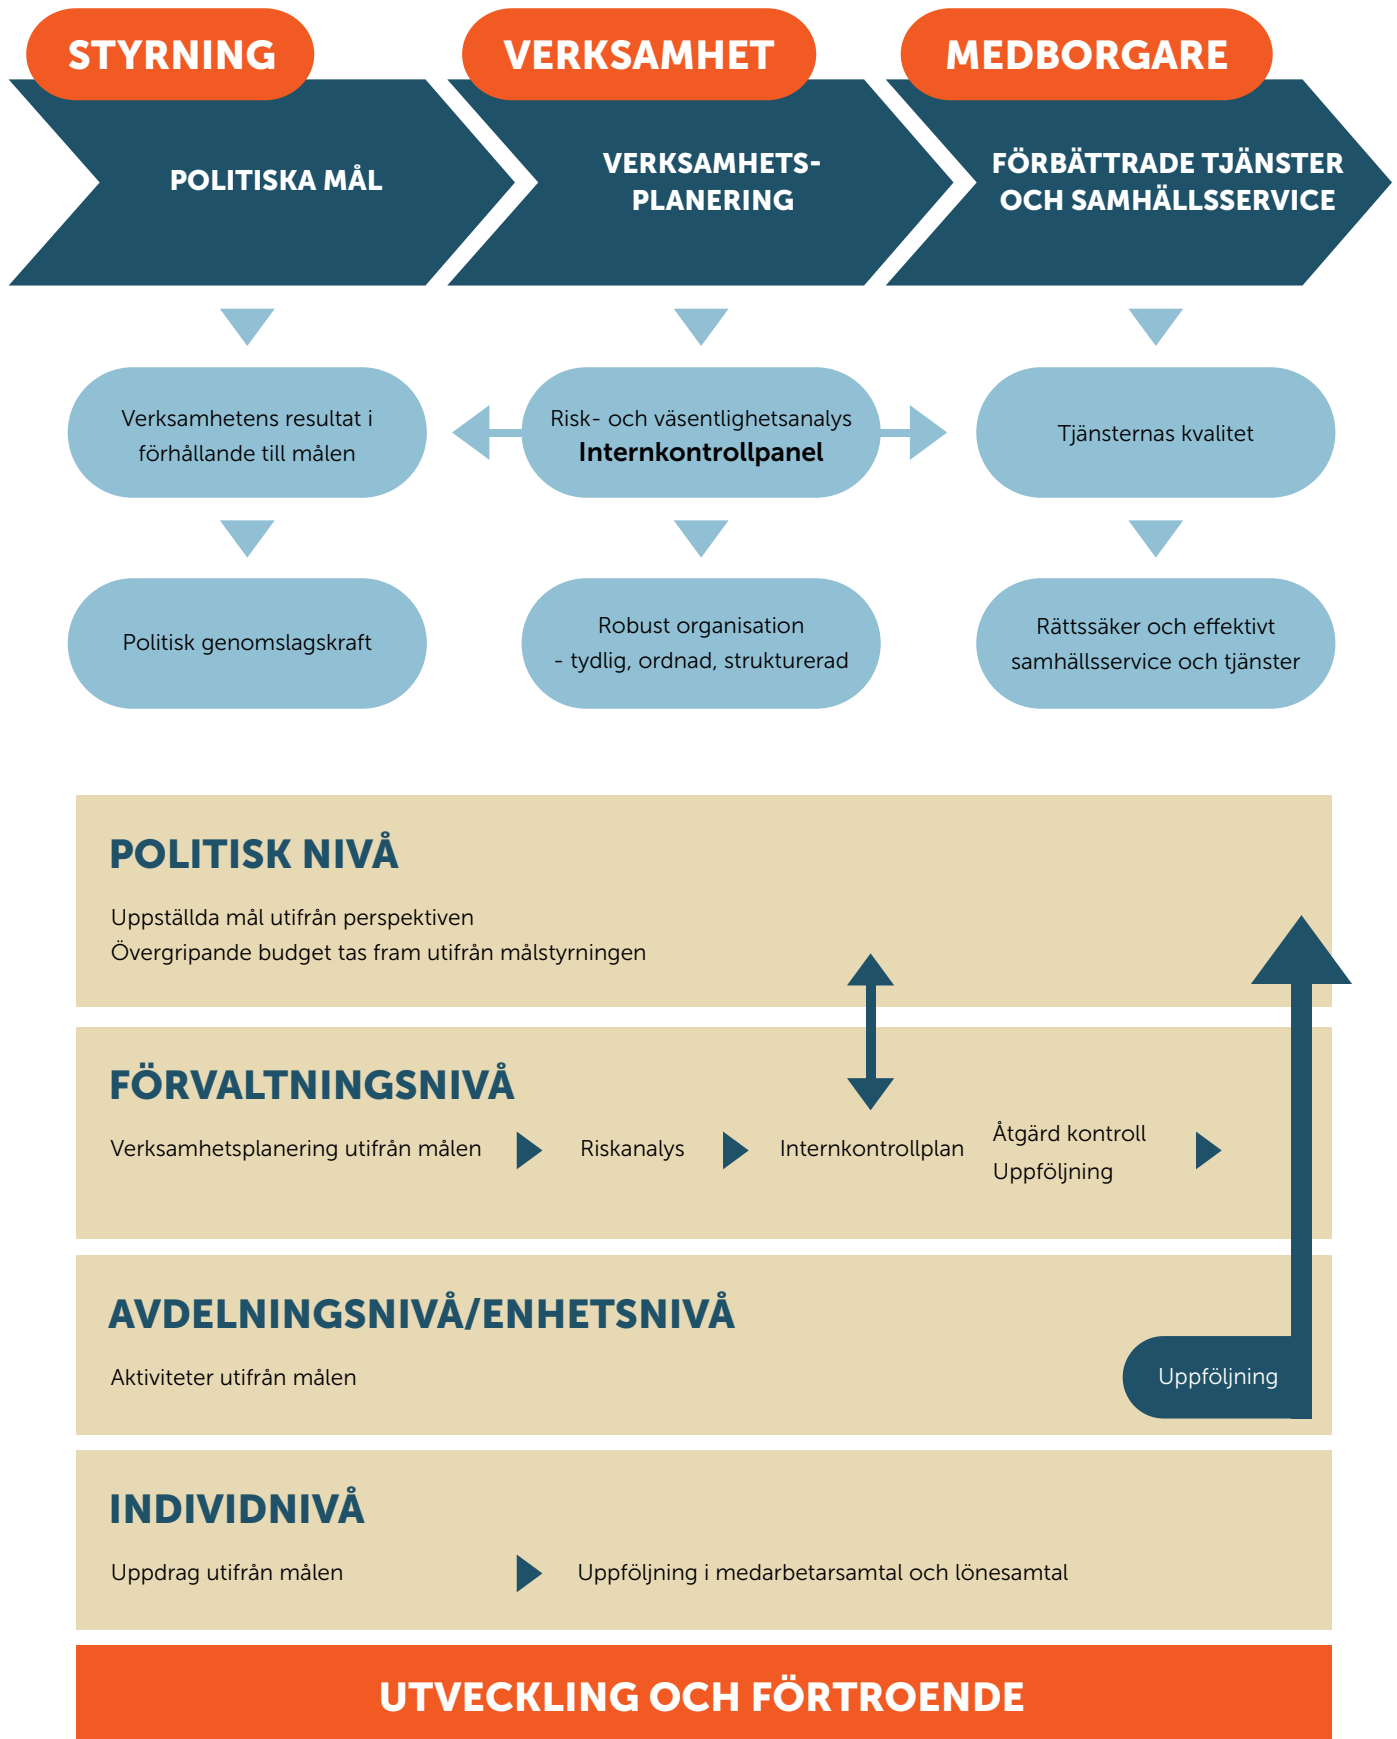 STYRNING
VERKSAMHET
MEDBORGARE
POLITISKA MÅL
VERKSAMHETS-
PLANERING
FÖRBÄTTRADE TJÄNSTER
OCH SAMHÄLLSSERVICE
Verksamhetens resultat i
förhållande till målen
Risk- och väsentlighetsanalys
Internkontrollpanel
Tjänsternas kvalitet
Politisk genomslagskraft
Robust organisation
- tydlig, ordnad, strukturerad
Rättssäker och effektivt
samhällsservice och tjänster
POLITISK NIVÅ
Uppställda mål utifrån perspektiven
Övergripande budget tas fram utifrån målstyrningen
FÖRVALTNINGSNIVÅ
Verksamhetsplanering utifrån målen
Riskanalys
Internkontrollplan
Åtgärd kontroll
Uppföljning
AVDELNINGSNIVÅ/ENHETSNIVÅ
Aktiviteter utifrån målen
Uppföljning
INDIVIDNIVÅ
Uppdrag utifrån målen
Uppföljning i medarbetarsamtal och lönesamtal
UTVECKLING OCH FÖRTROENDE